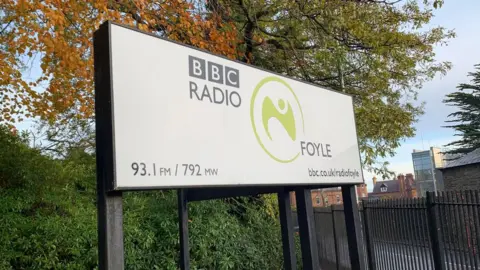 BBC
RADIO
FOYLE
93.1 FM / 792 MW
bbc.co.uk/radiofoyle